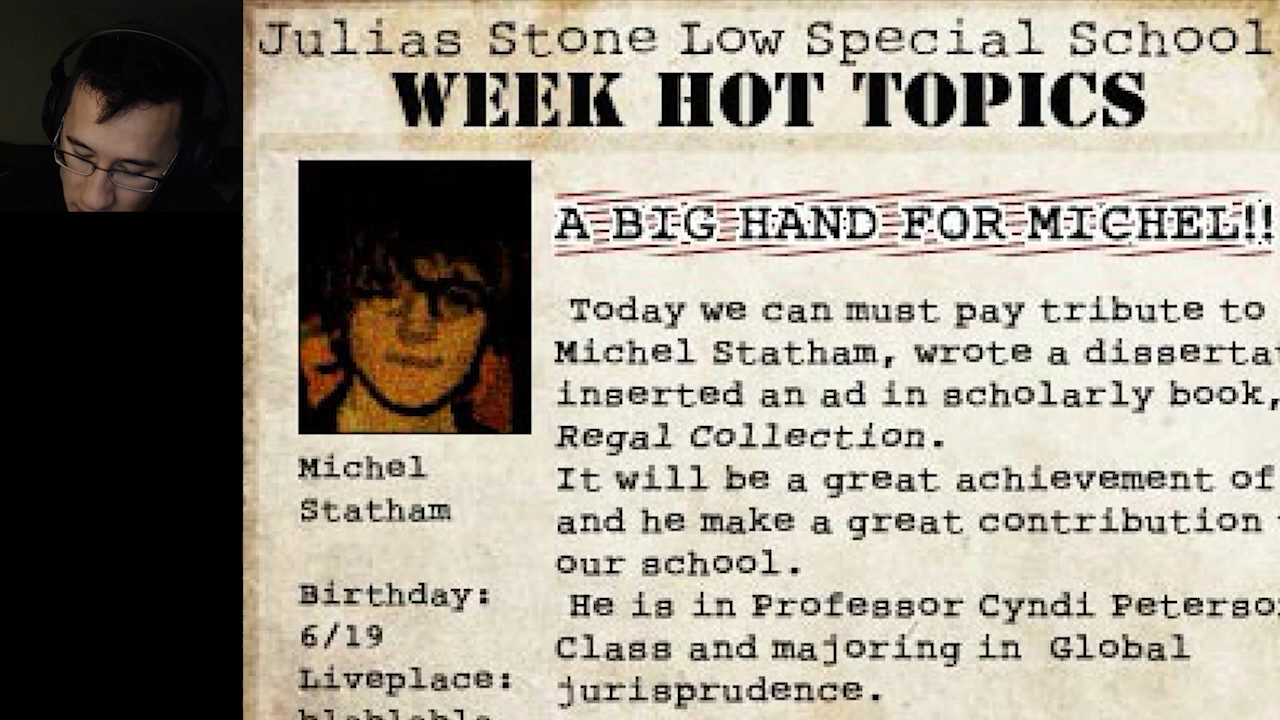 Julias Stone Low Special School
WEEK HOT TOPICS
A BIG HAND FOR MICHEL!!
Today we can must pay tribute to
Michel Statham, wrote a
inserted an ad in scholarly book,
Regal Collection.
It will be a great achievement of
and he make a great contribution
our school.
He is in Professor Cyndi
Class and majoring in Global
jurisprudence.
Michel
Statham
Birthday:
6/19
Liveplace: